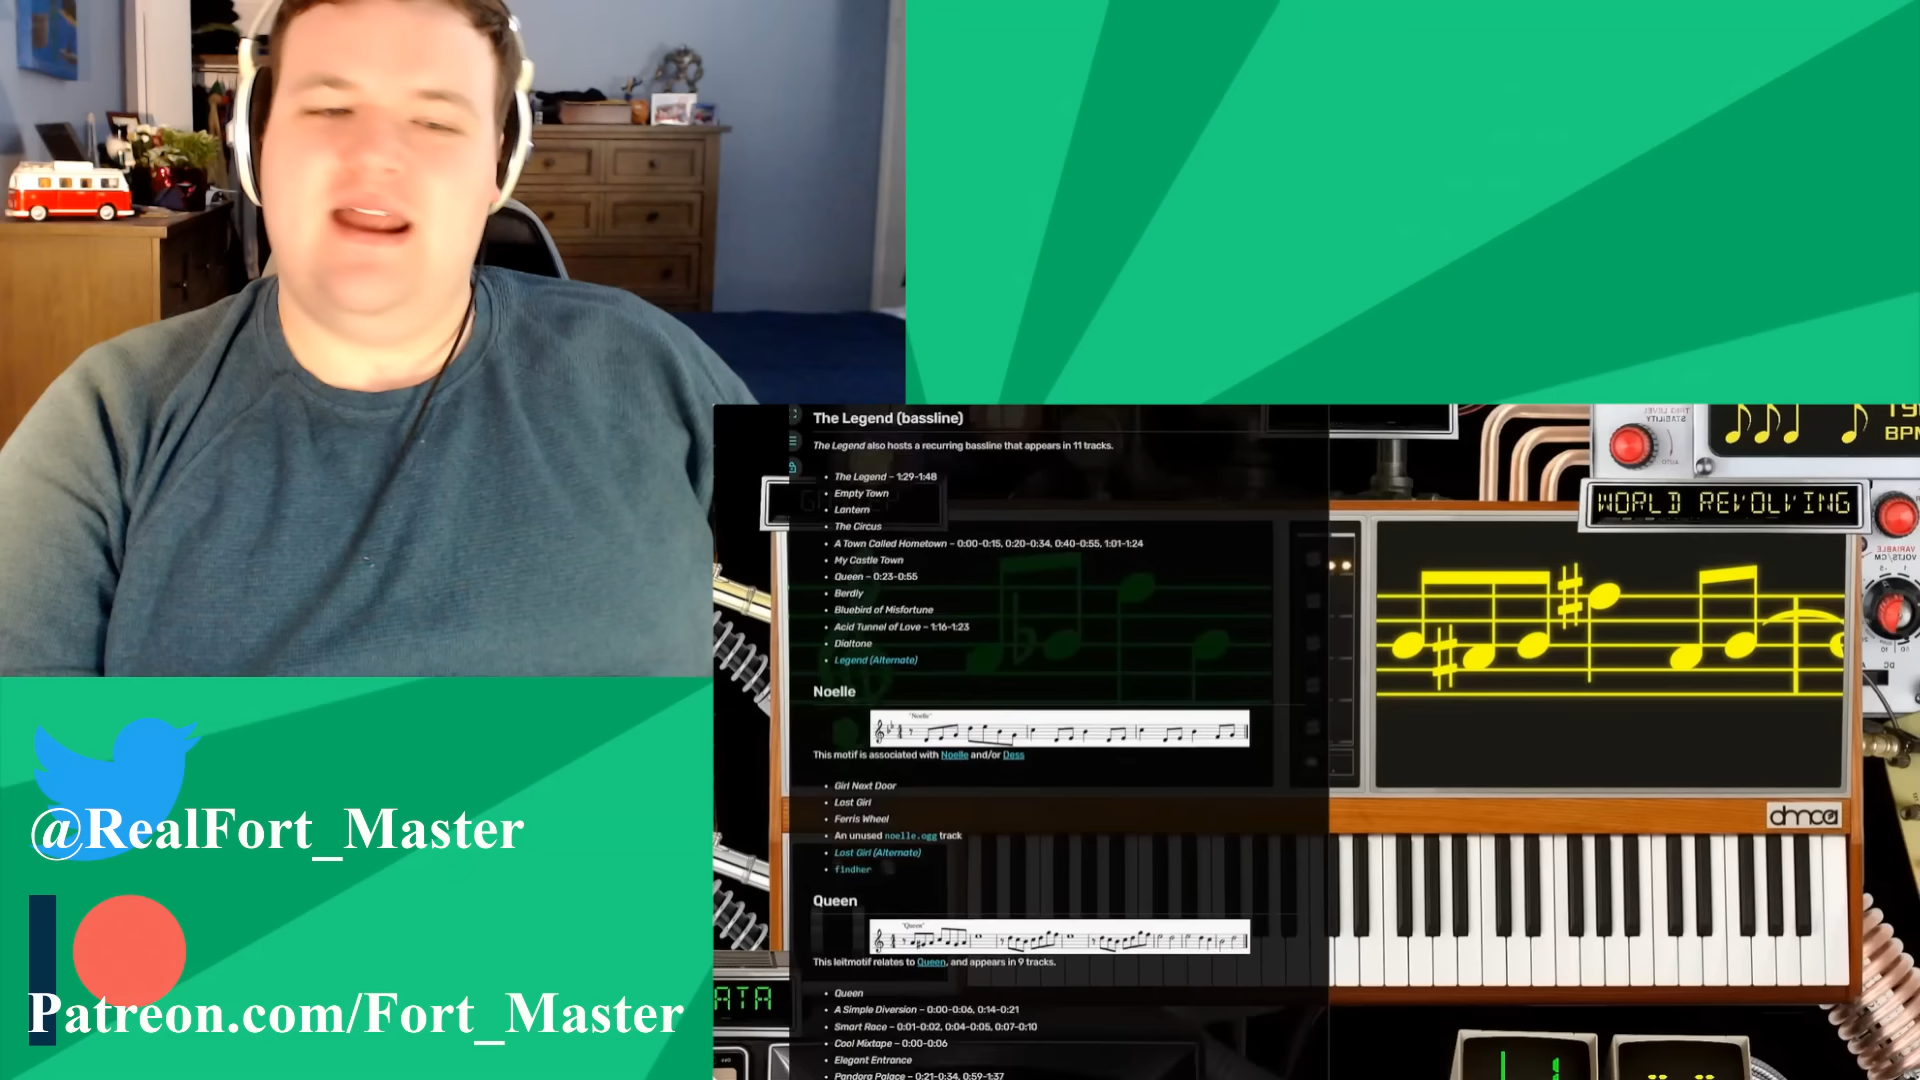 The Legend (bassline)
The Legend also hosts a recurring bassline that appears in 11 tracks.
The Legend – 1:29-1:48
Empty Town
Lantern
The Circus
A Town Called Hometown – 0:00-0:15, 0:20-0:34, 0:40-0:55, 1:01-1:24
My Castle Town
Queen – 0:23-0:55
Berdly
Bluebird of Misfortune
Acid Tunnel of Love – 1:16-1:23
Dialtone
Legend (Alternate)
Noelle
"Noelle"
This motif is associated with Noelle and/or Dess
Girl Next Door
Lost Girl
Ferris Wheel
An unused noelle.ogg track
Lost Girl (Alternate)
findher
Queen
"Queen"
This leitmotif relates to Queen, and appears in 9 tracks.
Queen
A Simple Diversion – 0:00-0:06, 0:14-0:21
Smart Race – 0:01-0:02, 0:04-0:05, 0:07-0:10
Cool Mixtape – 0:00-0:06
Elegant Entrance
Pandora Palace – 0:21-0:34, 0:59-1:37
BPM
WORLD REVOLVING
dmca
ATA
@RealFort_Master
Patreon.com/Fort_Master